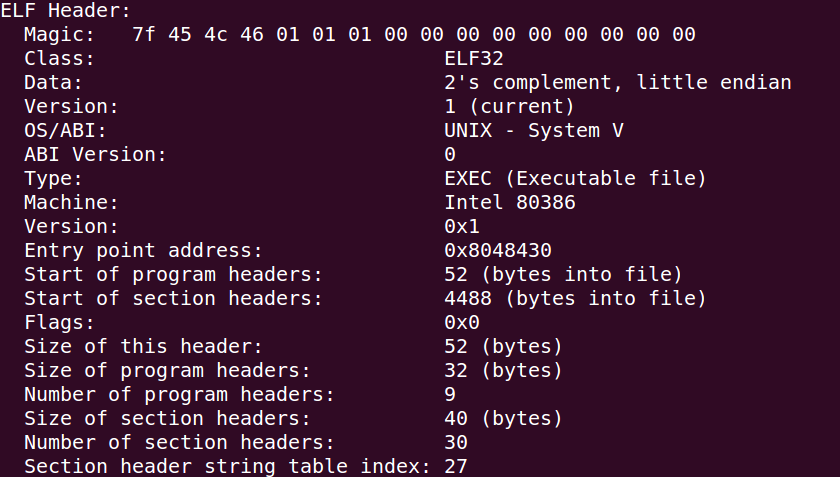 ELF Header:
  Magic:   7f 45 4c 46 01 01 01 00 00 00 00 00 00 00 00 00
  Class:                             ELF32
  Data:                              2's complement, little endian
  Version:                           1 (current)
  OS/ABI:                            UNIX - System V
  ABI Version:                       0
  Type:                              EXEC (Executable file)
  Machine:                           Intel 80386
  Version:                           0x1
  Entry point address:               0x8048430
  Start of program headers:          52 (bytes into file)
  Start of section headers:          4488 (bytes into file)
  Flags:                             0x0
  Size of this header:               52 (bytes)
  Size of program headers:           32 (bytes)
  Number of program headers:         9
  Size of section headers:           40 (bytes)
  Number of section headers:         30
  Section header string table index: 27